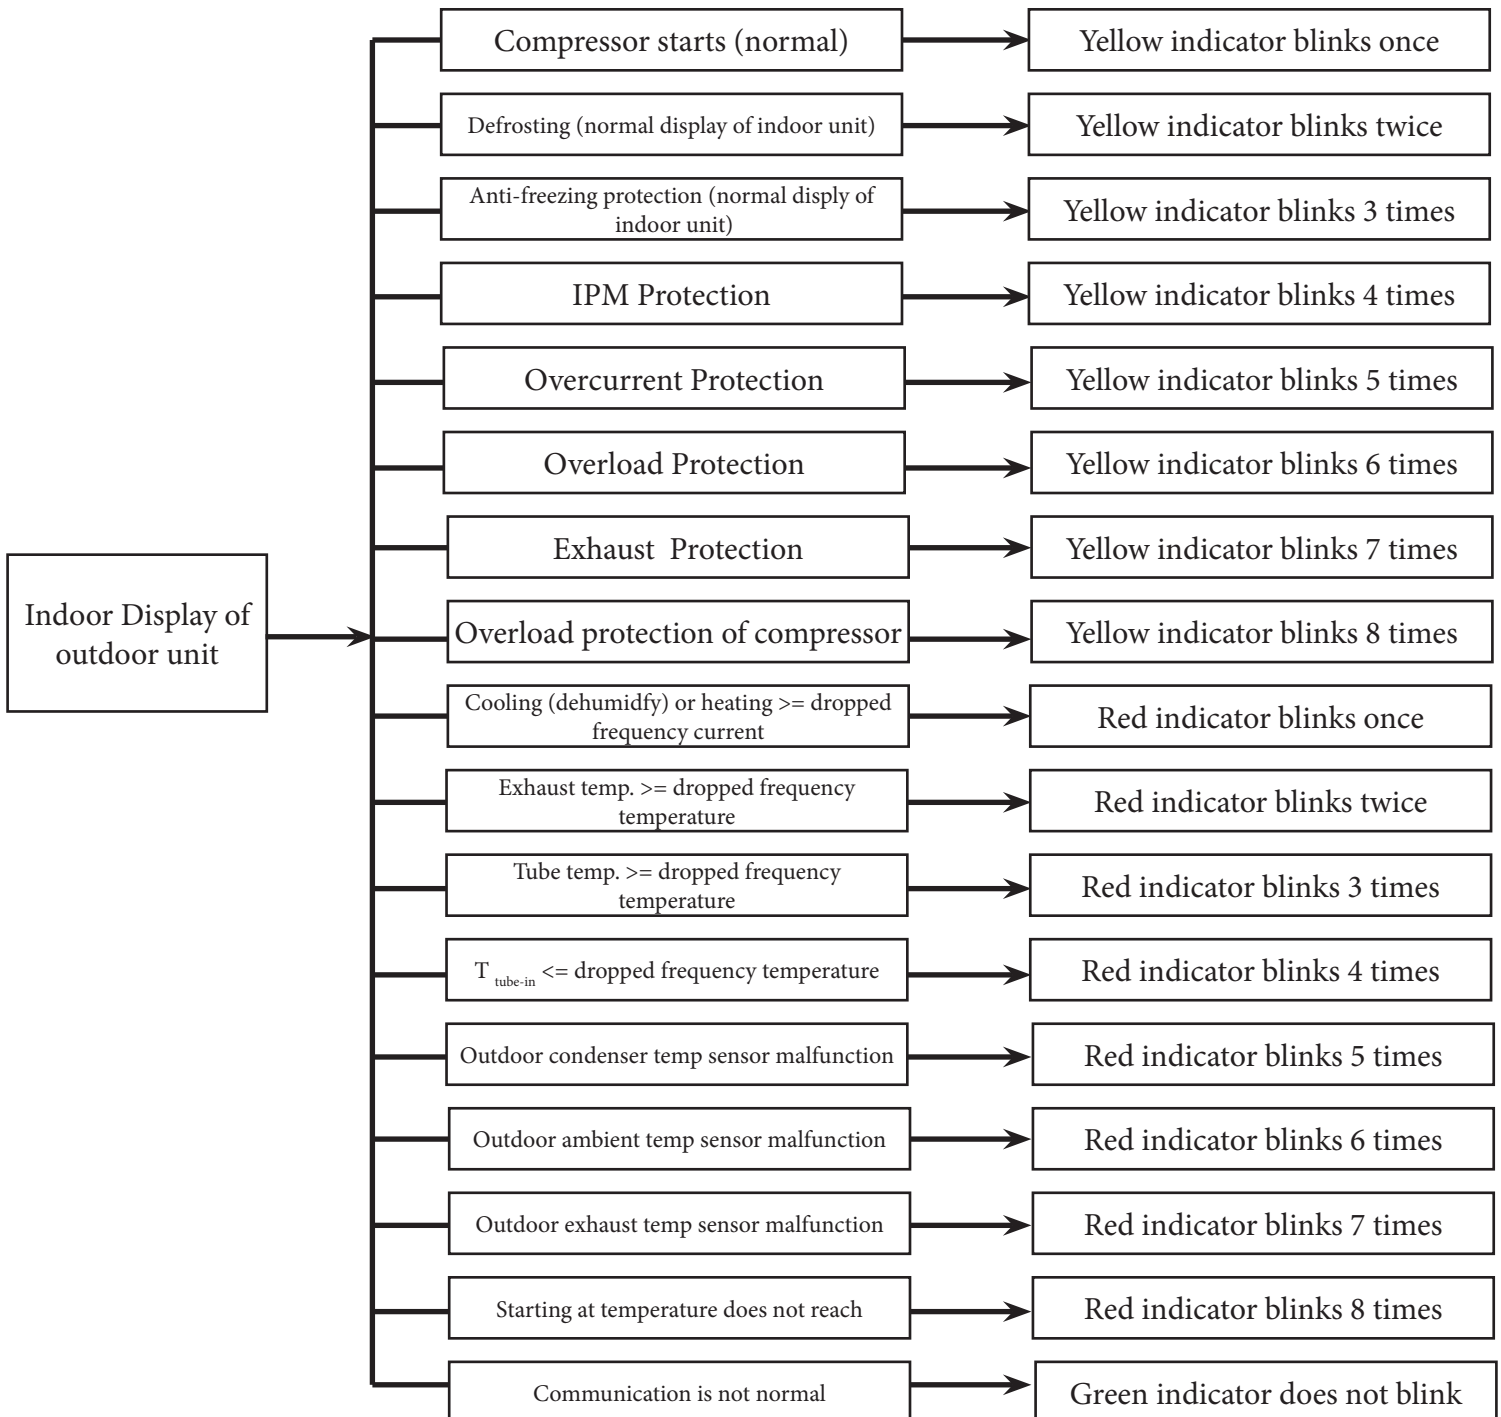 Compressor starts (normal)
Yellow indicator blinks once
Defrosting (normal display of indoor unit)
Yellow indicator blinks twice
Anti-freezing protection (normal disply of
indoor unit)
Yellow indicator blinks 3 times
IPM Protection
Yellow indicator blinks 4 times
Overcurrent Protection
Yellow indicator blinks 5 times
Overload Protection
Yellow indicator blinks 6 times
Exhaust Protection
Yellow indicator blinks 7 times
Indoor Display of
outdoor unit
Overload protection of compressor
Yellow indicator blinks 8 times
Cooling (dehumidfy) or heating >= dropped
frequency current
Red indicator blinks once
Exhaust temp. >= dropped frequency
temperature
Red indicator blinks twice
Tube temp. >= dropped frequency
temperature
Red indicator blinks 3 times
T tube-in <= dropped frequency temperature
Red indicator blinks 4 times
Outdoor condenser temp sensor malfunction
Red indicator blinks 5 times
Outdoor ambient temp sensor malfunction
Red indicator blinks 6 times
Outdoor exhaust temp sensor malfunction
Red indicator blinks 7 times
Starting at temperature does not reach
Red indicator blinks 8 times
Communication is not normal
Green indicator does not blink